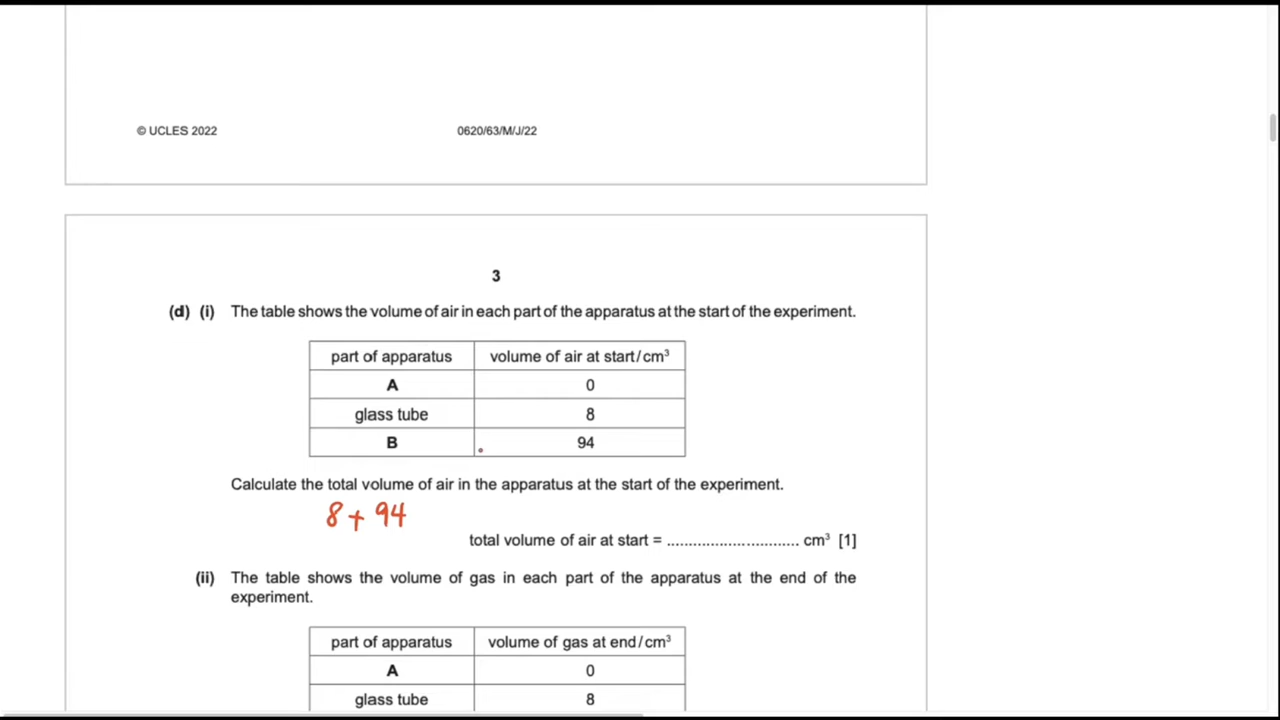 © UCLES 2022 0620/63/M/J/22
3
(d) (i) The table shows the volume of air in each part of the apparatus at the start of the experiment.
part of apparatus volume of air at start/cm³
A 0
glass tube 8
B 94
Calculate the total volume of air in the apparatus at the start of the experiment.
8 + 94
total volume of air at start = .............................. cm³ [1]
(ii) The table shows the volume of gas in each part of the apparatus at the end of the
experiment.
part of apparatus volume of gas at end/cm³
A 0
glass tube 8